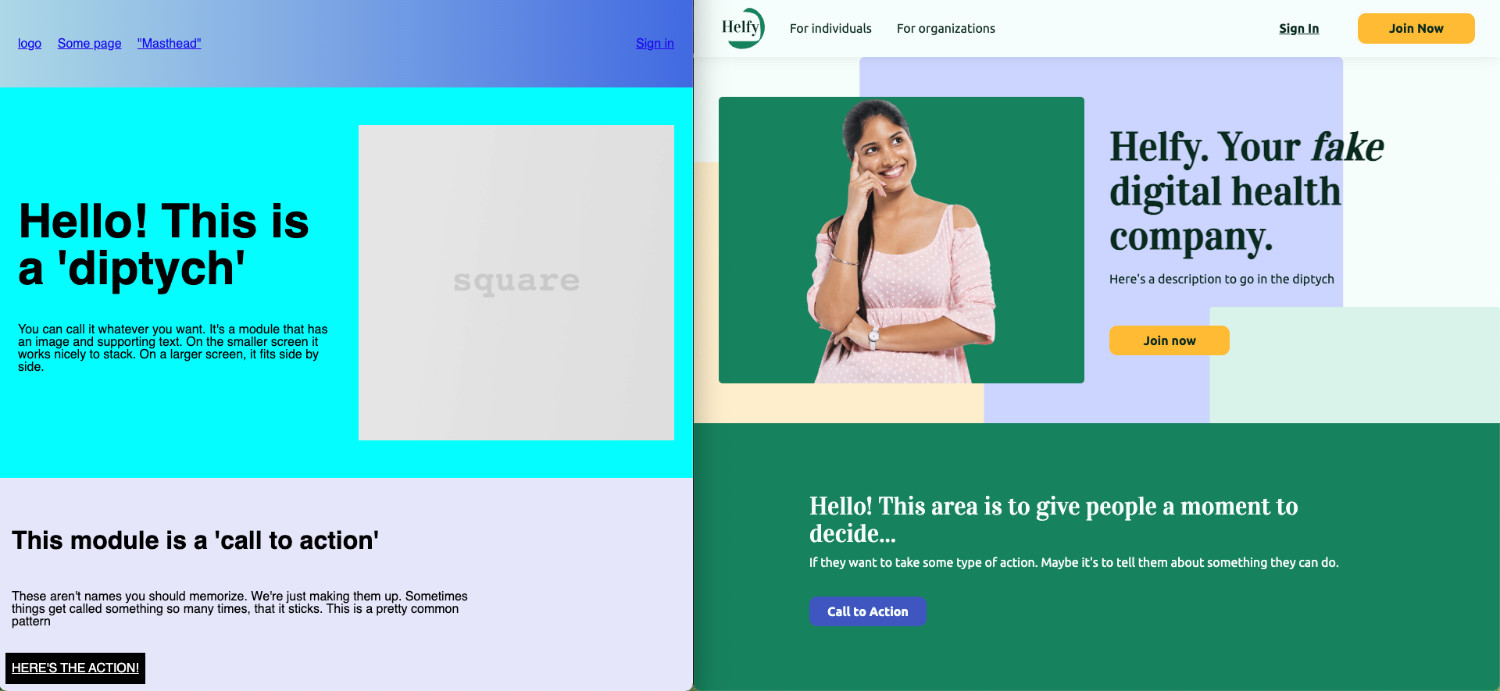 logo Some page "Masthead" Sign in
Hello! This is
a 'diptych'
You can call it whatever you want. It's a module that has
an image and supporting text. On the smaller screen it
works nicely to stack. On a larger screen, it fits side by
side.
square
This module is a 'call to action'
These aren't names you should memorize. We're just making them up. Sometimes
things get called something so many times, that it sticks. This is a pretty common
pattern
HERE'S THE ACTION!
Helfy For individuals For organizations Sign In Join Now
Helfy. Your fake
digital health
company.
Here's a description to go in the diptych
Join now
Hello! This area is to give people a moment to
decide...
If they want to take some type of action. Maybe it's to tell them about something they can do.
Call to Action